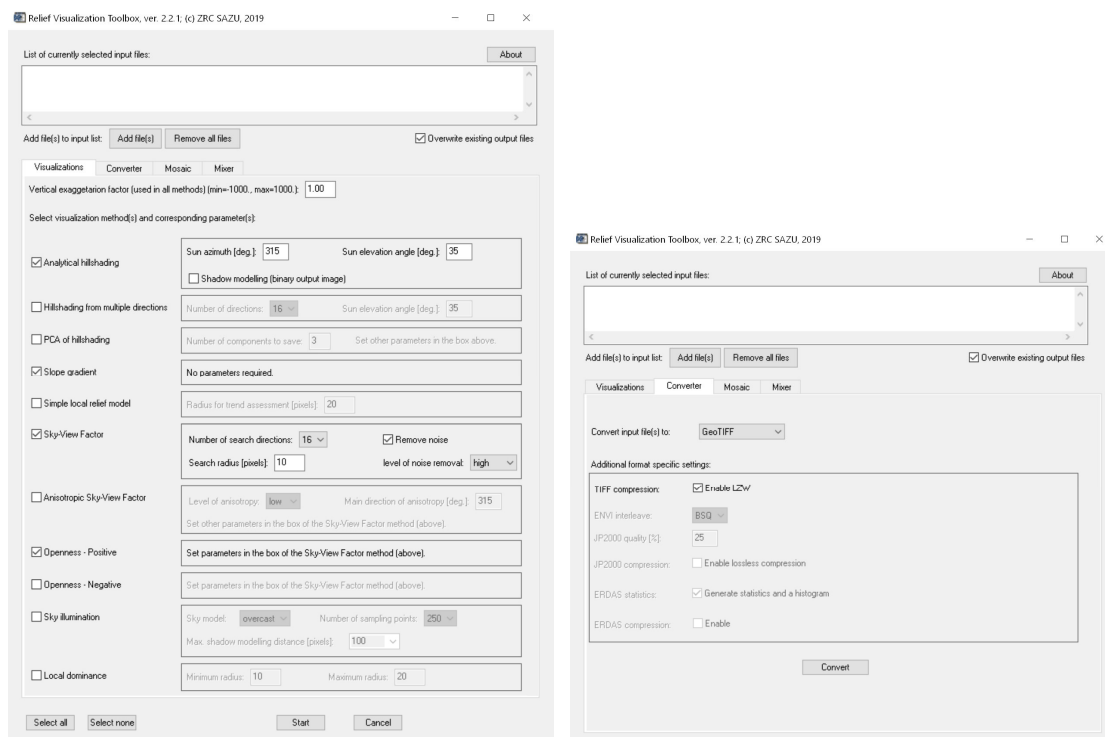 Relief Visualization Toolbox, ver. 2.2.1; (c) ZRC SAZU, 2019
List of currently selected input files:
About
Add file(s) to input list:
Add file(s)
Remove all files
Overwrite existing output files
Visualizations
Converter
Mosaic
Mixer
Vertical exaggetarion factor (used in all methods) (min=-1000., max=1000.):
1.00
Select visualization method(s) and corresponding parameter(s):
Analytical hillshading
Sun azimuth [deg.]:
315
Sun elevation angle [deg.]:
35
Shadow modelling (binary output image)
Hillshading from multiple directions
Number of directions:
16
Sun elevation angle [deg.]:
35
PCA of hillshading
Number of components to save:
3
Set other parameters in the box above.
Slope gradient
No parameters required.
Simple local relief model
Radius for trend assessment [pixels]:
20
Sky-View Factor
Number of search directions:
16
Remove noise
Search radius [pixels]:
10
level of noise removal:
high
Anisotropic Sky-View Factor
Level of anisotropy:
low
Main direction of anisotropy [deg.]:
315
Set other parameters in the box of the Sky-View Factor method (above).
Openness - Positive
Set parameters in the box of the Sky-View Factor method (above).
Openness - Negative
Set parameters in the box of the Sky-View Factor method (above).
Sky illumination
Sky model:
overcast
Number of sampling points:
250
Max. shadow modelling distance [pixels]:
100
Local dominance
Minimum radius:
10
Maximum radius:
20
Select all
Select none
Start
Cancel
Relief Visualization Toolbox, ver. 2.2.1; (c) ZRC SAZU, 2019
List of currently selected input files:
About
Add file(s) to input list:
Add file(s)
Remove all files
Overwrite existing output files
Visualizations
Converter
Mosaic
Mixer
Convert input file(s) to:
GeoTIFF
Additional format specific settings:
TIFF compression:
Enable LZW
ENVI interleave:
BSQ
JP2000 quality [%]:
25
JP2000 compression:
Enable lossless compression
ERDAS statistics:
Generate statistics and a histogram
ERDAS compression:
Enable
Convert